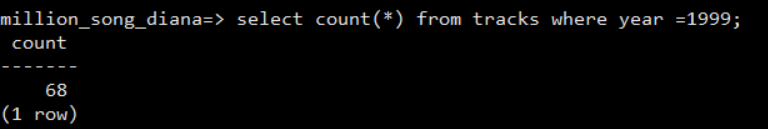 million_song_diana=> select count(*) from tracks where year =1999;
 count
-------
    68
(1 row)